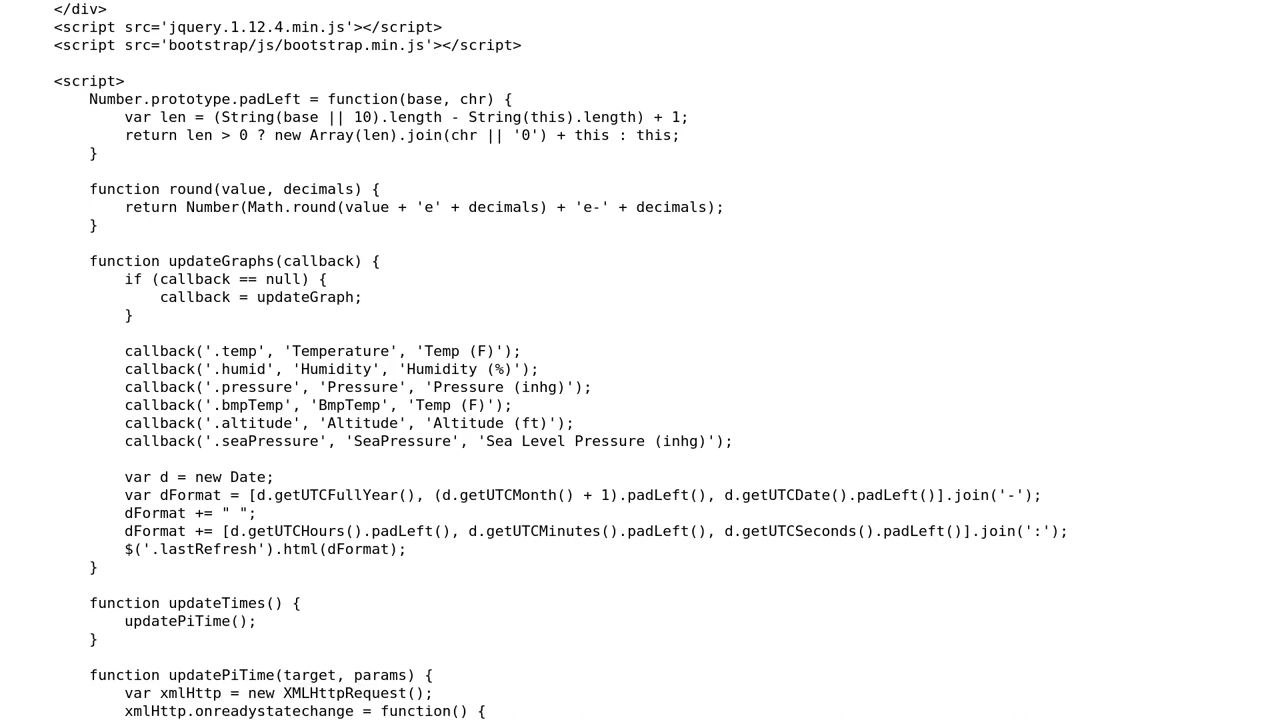 </div>
<script src='jquery.1.12.4.min.js'></script>
<script src='bootstrap/js/bootstrap.min.js'></script>

<script>
    Number.prototype.padLeft = function(base, chr) {
        var len = (String(base || 10).length - String(this).length) + 1;
        return len > 0 ? new Array(len).join(chr || '0') + this : this;
    }

    function round(value, decimals) {
        return Number(Math.round(value + 'e' + decimals) + 'e-' + decimals);
    }

    function updateGraphs(callback) {
        if (callback == null) {
            callback = updateGraph;
        }

        callback('.temp', 'Temperature', 'Temp (F)');
        callback('.humid', 'Humidity', 'Humidity (%)');
        callback('.pressure', 'Pressure', 'Pressure (inhg)');
        callback('.bmpTemp', 'BmpTemp', 'Temp (F)');
        callback('.altitude', 'Altitude', 'Altitude (ft)');
        callback('.seaPressure', 'SeaPressure', 'Sea Level Pressure (inhg)');

        var d = new Date;
        var dFormat = [d.getUTCFullYear(), (d.getUTCMonth() + 1).padLeft(), d.getUTCDate().padLeft()].join('-');
        dFormat += " ";
        dFormat += [d.getUTCHours().padLeft(), d.getUTCMinutes().padLeft(), d.getUTCSeconds().padLeft()].join(':');
        $('.lastRefresh').html(dFormat);
    }

    function updateTimes() {
        updatePiTime();
    }

    function updatePiTime(target, params) {
        var xmlHttp = new XMLHttpRequest();
        xmlHttp.onreadystatechange = function() {